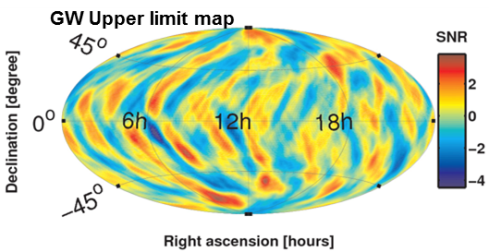 GW Upper limit map
SNR
45°
2
0
−2
−4
0°
6h 12h 18h
−45°
Declination [degree]
Right ascension [hours]